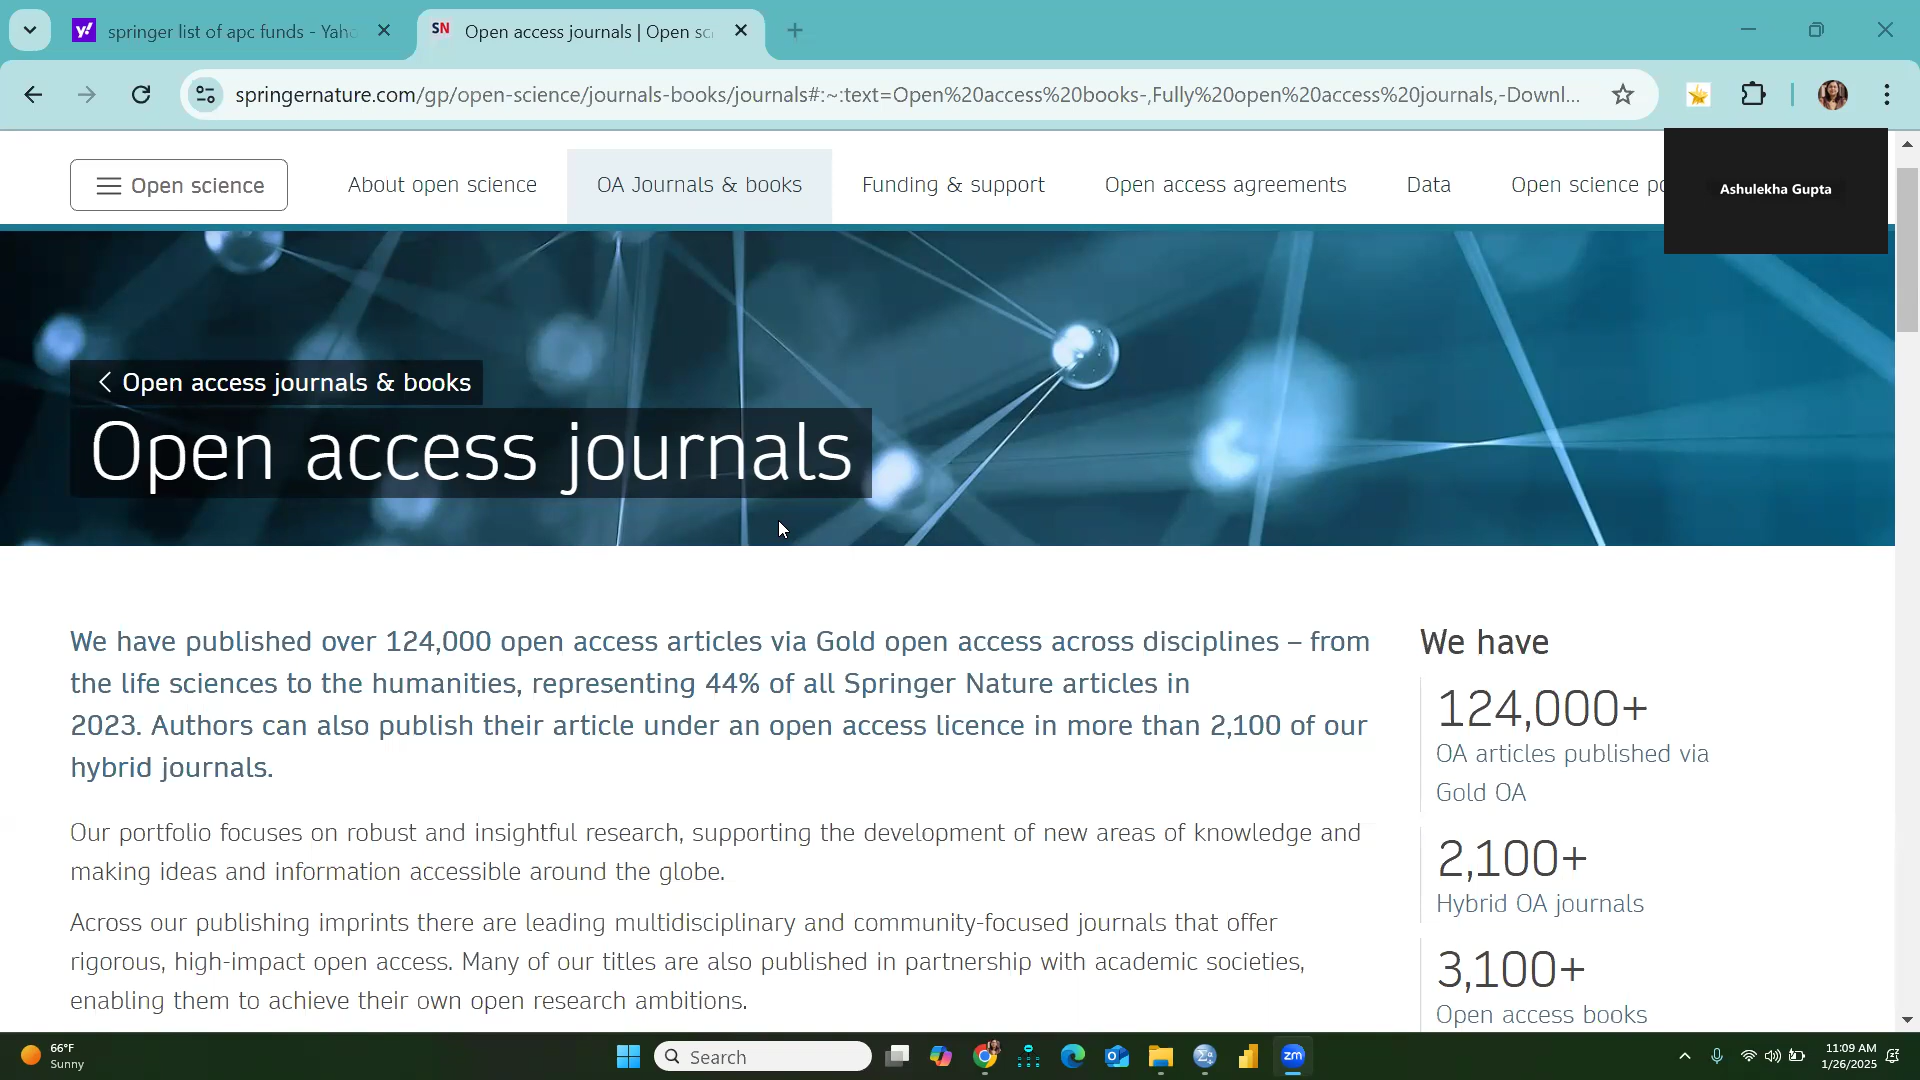 springer list of apc funds - Yaho
SN
Open access journals | Open sci
springernature.com/gp/open-science/journals-books/journals#:~:text=Open%20access%20books-,Fully%20open%20access%20journals,-Downl...
Open science
About open science
OA Journals & books
Funding & support
Open access agreements
Data
Open science po
Ashulekha Gupta
Open access journals & books
Open access journals
We have published over 124,000 open access articles via Gold open access across disciplines – from
the life sciences to the humanities, representing 44% of all Springer Nature articles in
2023. Authors can also publish their article under an open access licence in more than 2,100 of our
hybrid journals.
Our portfolio focuses on robust and insightful research, supporting the development of new areas of knowledge and
making ideas and information accessible around the globe.
Across our publishing imprints there are leading multidisciplinary and community-focused journals that offer
rigorous, high-impact open access. Many of our titles are also published in partnership with academic societies,
enabling them to achieve their own open research ambitions.
We have
124,000+
OA articles published via
Gold OA
2,100+
Hybrid OA journals
3,100+
Open access books
66°F
Sunny
Search
zm
11:09 AM
1/26/2025